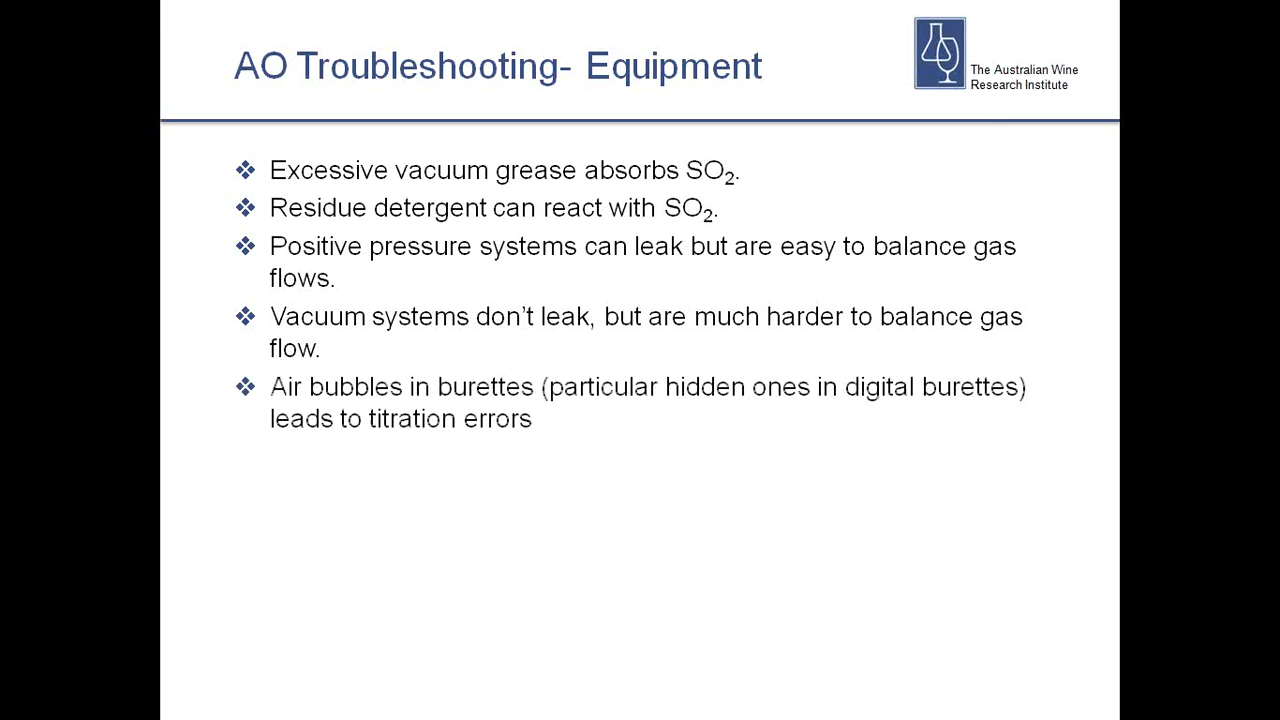 AO Troubleshooting- Equipment
The Australian Wine
Research Institute
❖ Excessive vacuum grease absorbs SO₂.
❖ Residue detergent can react with SO₂.
❖ Positive pressure systems can leak but are easy to balance gas
flows.
❖ Vacuum systems don’t leak, but are much harder to balance gas
flow.
❖ Air bubbles in burettes (particular hidden ones in digital burettes)
leads to titration errors